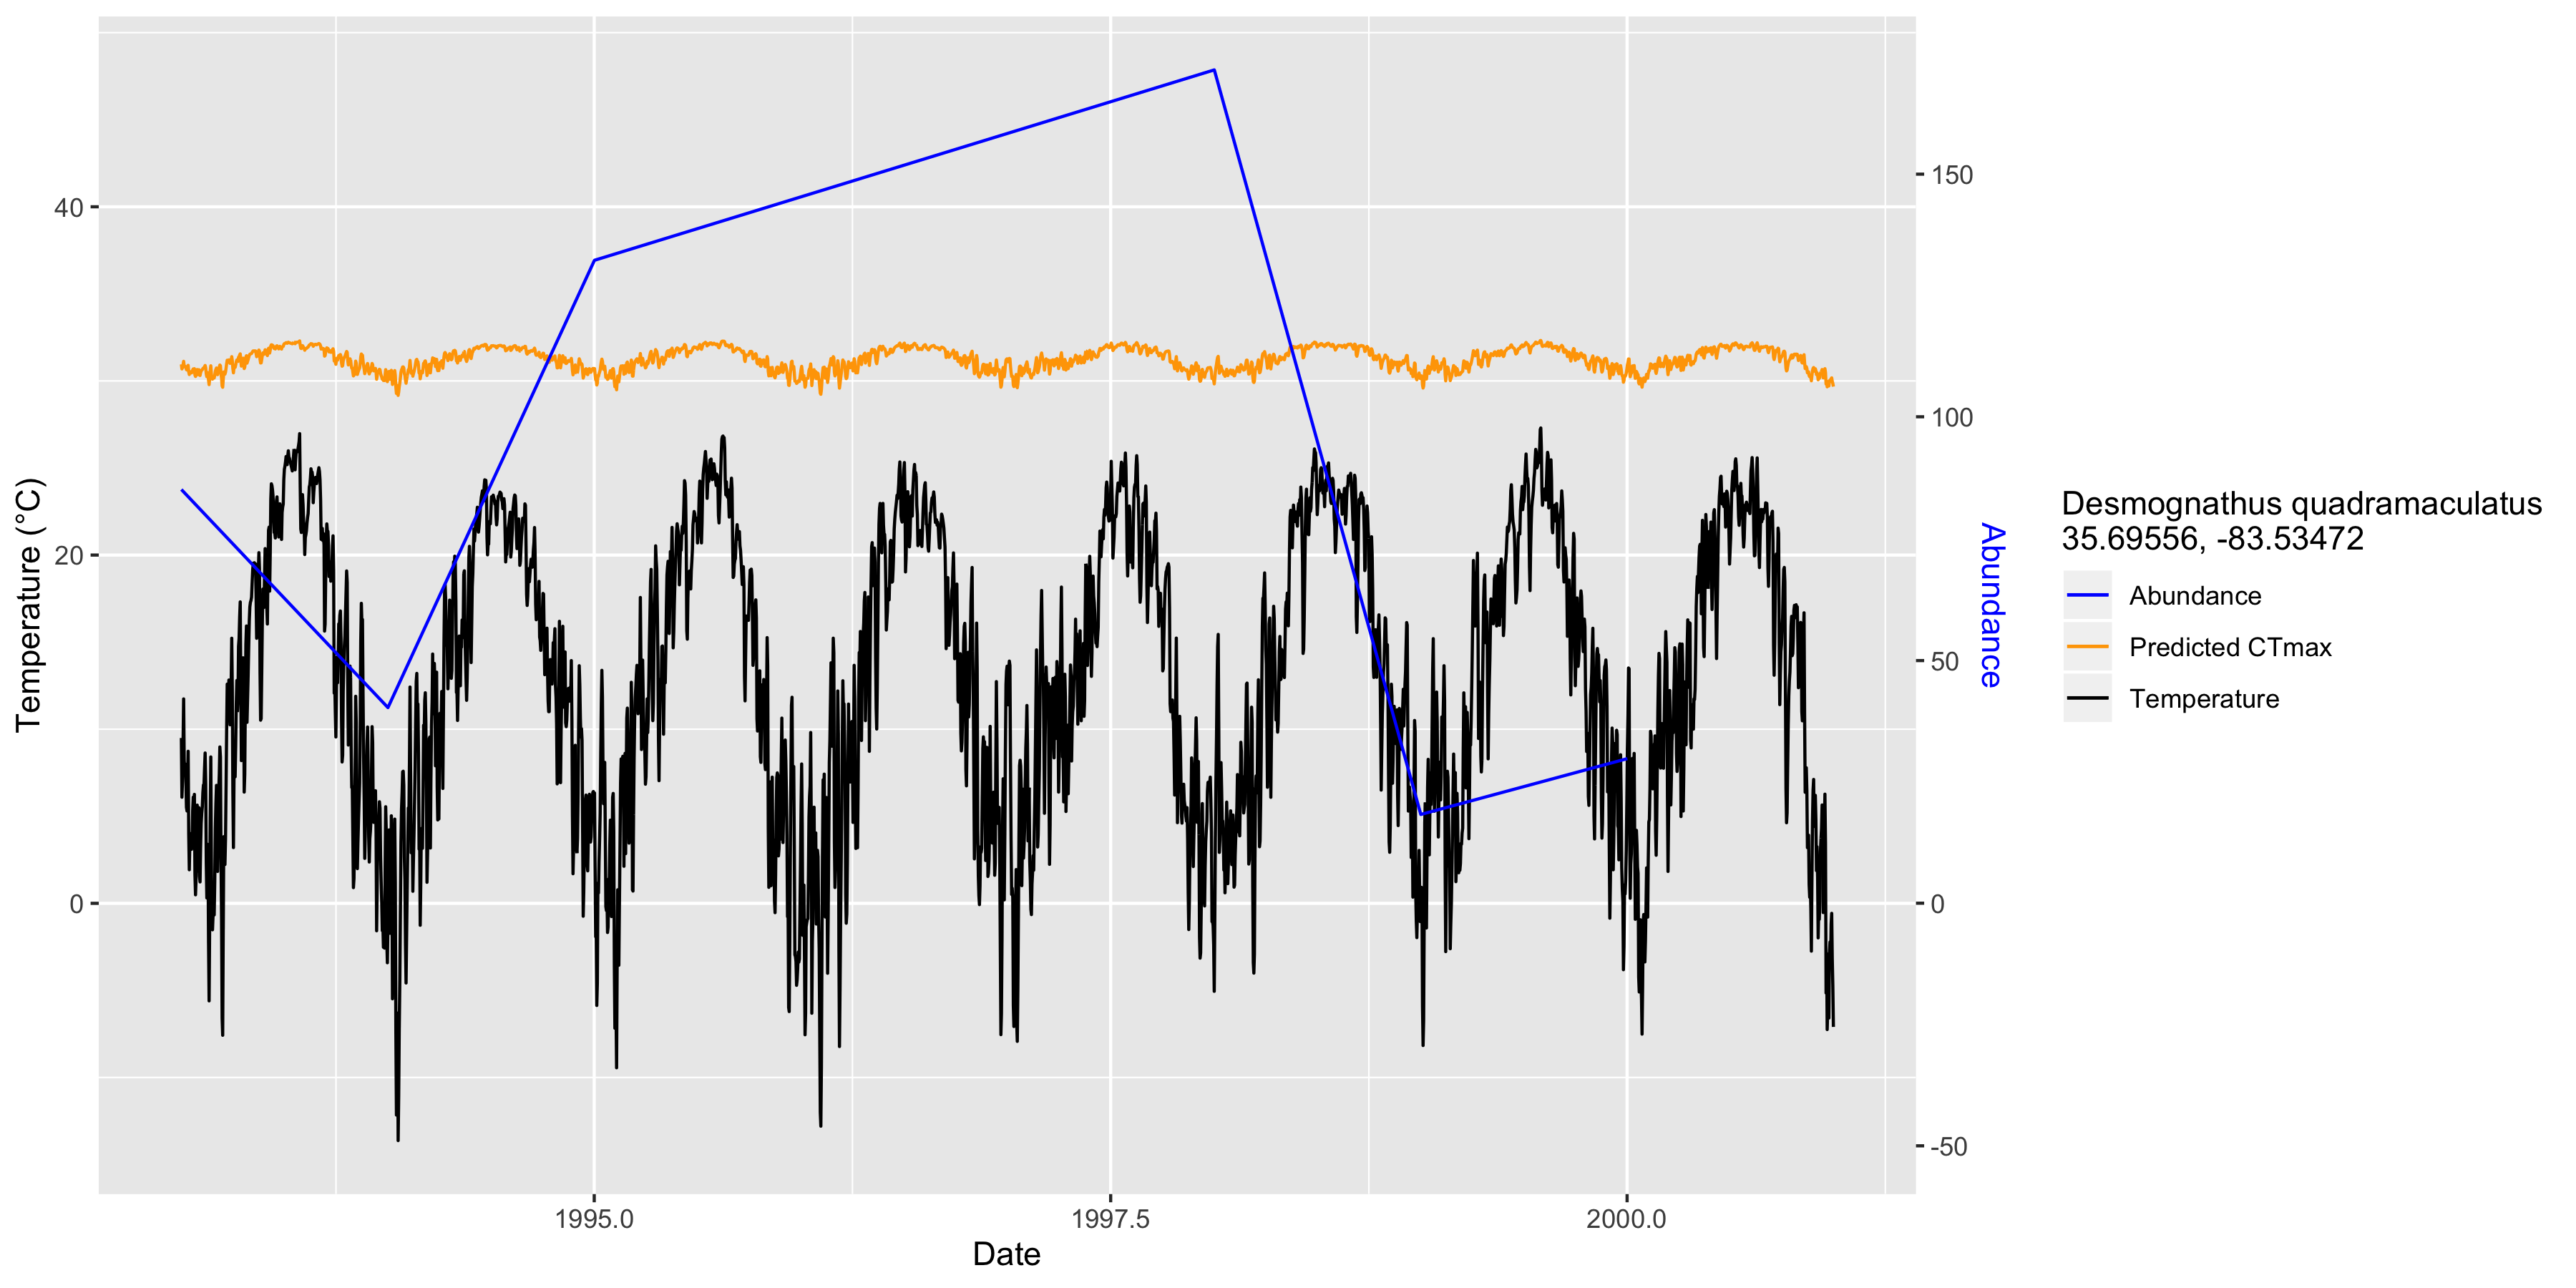 Temperature (°C)
40
20
0
1995.0
1997.5
2000.0
Date
150
100
50
0
-50
Abundance
Desmognathus quadramaculatus
35.69556, -83.53472
Abundance
Predicted CTmax
Temperature